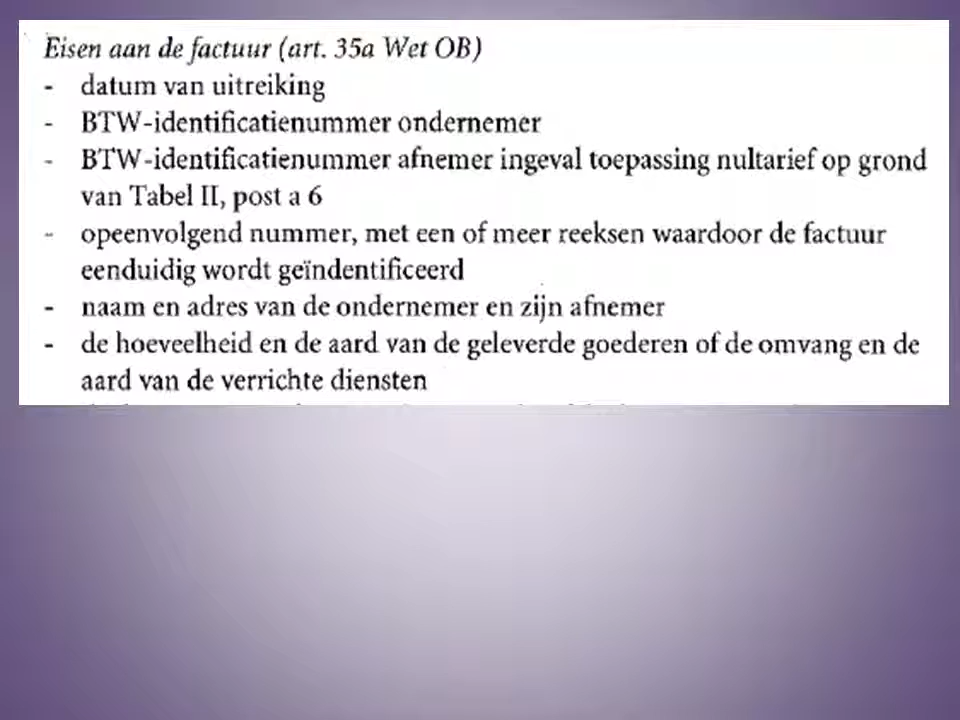 Eisen aan de factuur (art. 35a Wet OB)
- datum van uitreiking
- BTW-identificatienummer ondernemer
- BTW-identificatienummer afnemer ingeval toepassing nultarief op grond
van Tabel II, post a 6
- opeenvolgend nummer, met een of meer reeksen waardoor de factuur
eenduidig wordt geïndentificeerd
- naam en adres van de ondernemer en zijn afnemer
- de hoeveelheid en de aard van de geleverde goederen of de omvang en de
aard van de verrichte diensten